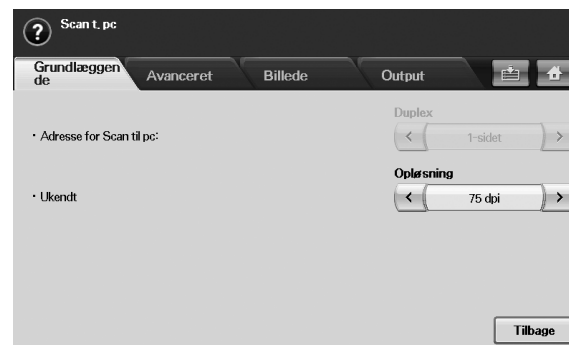 Scan t. pc
Grundlæggen
de
Avanceret
Billede
Output
Duplex
· Adresse for Scan til pc:
< 1-sidet >
Opløsning
· Ukendt
< 75 dpi >
Tilbage